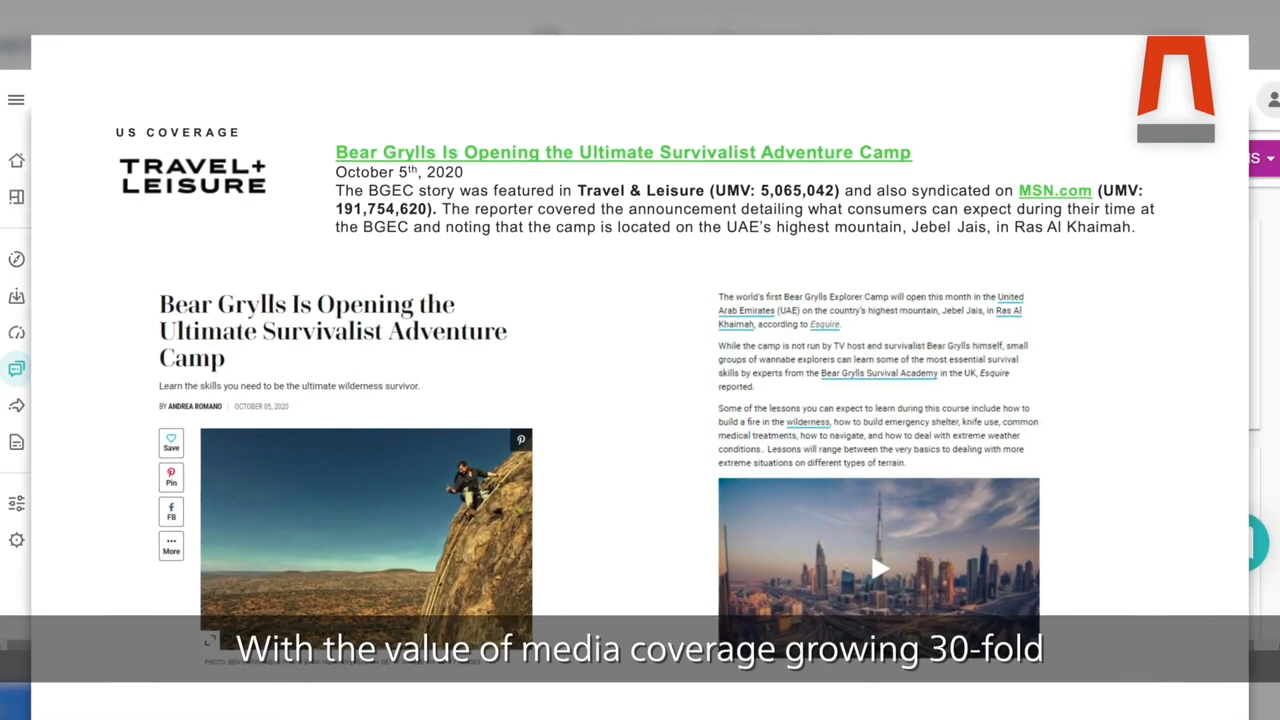 US COVERAGE
TRAVEL+
LEISURE
Bear Grylls Is Opening the Ultimate Survivalist Adventure Camp
October 5th, 2020
The BGEC story was featured in Travel & Leisure (UMV: 5,065,042) and also syndicated on MSN.com (UMV:
191,754,620). The reporter covered the announcement detailing what consumers can expect during their time at
the BGEC and noting that the camp is located on the UAE's highest mountain, Jebel Jais, in Ras Al Khaimah.
Bear Grylls Is Opening the
Ultimate Survivalist Adventure
Camp
Learn the skills you need to be the ultimate wilderness survivor.
BY ANDREA ROMANO | OCTOBER 05, 2020
Save
Pin
FB
More
The world's first Bear Grylls Explorer Camp will open this month in the United
Arab Emirates (UAE) on the country's highest mountain, Jebel Jais, in Ras Al
Khaimah, according to Esquire.
While the camp is not run by TV host and survivalist Bear Grylls himself, small
groups of wannabe explorers can learn some of the most essential survival
skills by experts from the Bear Grylls Survival Academy in the UK, Esquire
reported.
Some of the lessons you can expect to learn during this course include how to
build a fire in the wilderness, how to build emergency shelter, knife use, common
medical treatments, how to navigate, and how to deal with extreme weather
conditions.. Lessons will range between the very basics to dealing with more
extreme situations on different types of terrain.
With the value of media coverage growing 30-fold